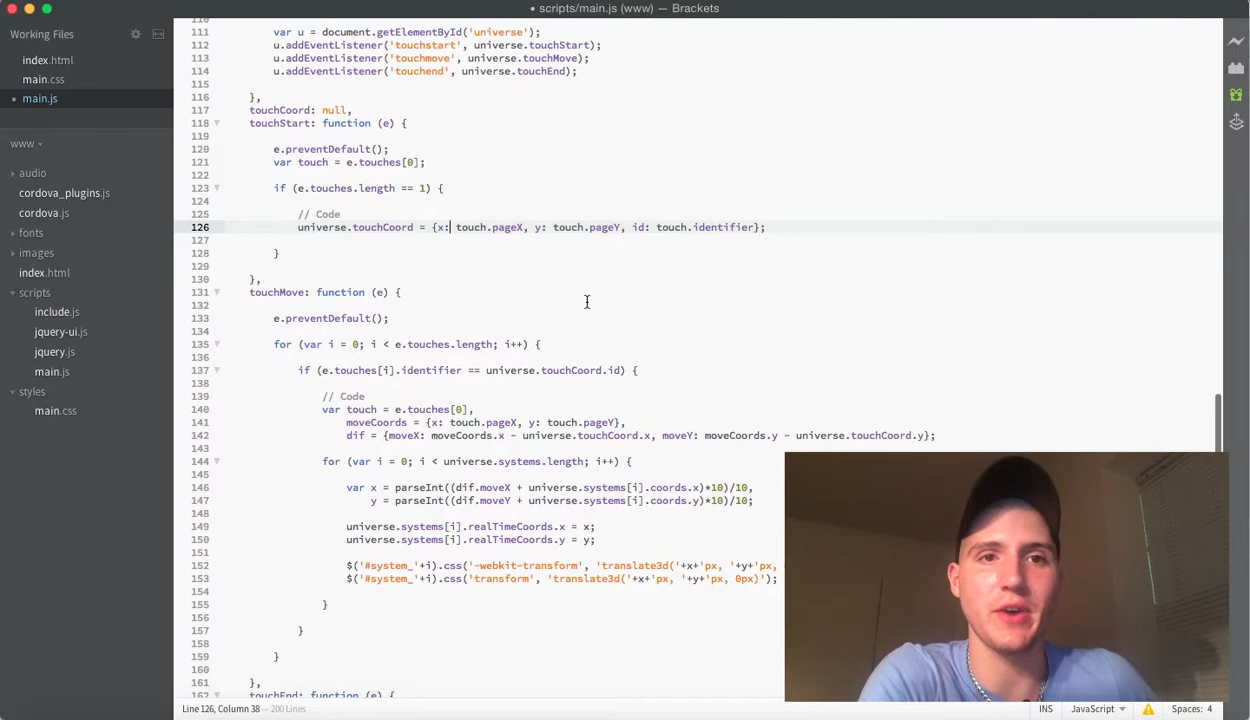 scripts/main.js (www) — Brackets
Working Files
index.html
main.css
main.js
www
audio
cordova_plugins.js
cordova.js
fonts
images
index.html
scripts
include.js
jquery-ui.js
jquery.js
main.js
styles
main.css
110
111 var u = document.getElementById('universe');
112 u.addEventListener('touchstart', universe.touchStart);
113 u.addEventListener('touchmove', universe.touchMove);
114 u.addEventListener('touchend', universe.touchEnd);
115
116 },
117 touchCoord: null,
118 touchStart: function (e) {
119
120 e.preventDefault();
121 var touch = e.touches[0];
122
123 if (e.touches.length == 1) {
124
125 // Code
126 universe.touchCoord = {x: touch.pageX, y: touch.pageY, id: touch.identifier};
127
128 }
129
130 },
131 touchMove: function (e) {
132
133 e.preventDefault();
134
135 for (var i = 0; i < e.touches.length; i++) {
136
137 if (e.touches[i].identifier == universe.touchCoord.id) {
138
139 // Code
140 var touch = e.touches[0],
141 moveCoords = {x: touch.pageX, y: touch.pageY},
142 dif = {moveX: moveCoords.x - universe.touchCoord.x, moveY: moveCoords.y - universe.touchCoord.y};
143
144 for (var i = 0; i < universe.systems.length; i++) {
145
146 var x = parseInt((dif.moveX + universe.systems[i].coords.x)*10)/10,
147 y = parseInt((dif.moveY + universe.systems[i].coords.y)*10)/10;
148
149 universe.systems[i].realTimeCoords.x = x;
150 universe.systems[i].realTimeCoords.y = y;
151
152 $('#system_'+i).css('-webkit-transform', 'translate3d('+x+'px, '+y+'px,
153 $('#system_'+i).css('transform', 'translate3d('+x+'px, '+y+'px, 0px)');
154
155 }
156
157 }
158
159 }
160
161 },
162 touchEnd: function (e) {
Line 126, Column 38 — 200 Lines
INS
JavaScript
Spaces: 4